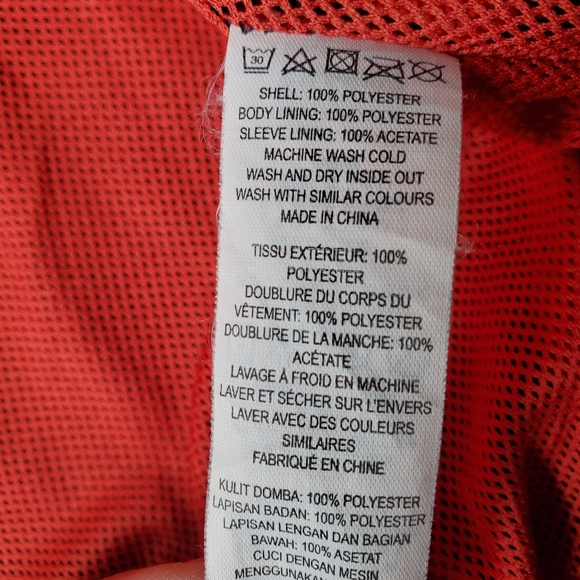 30
SHELL: 100% POLYESTER
BODY LINING: 100% POLYESTER
SLEEVE LINING: 100% ACETATE
MACHINE WASH COLD
WASH AND DRY INSIDE OUT
WASH WITH SIMILAR COLOURS
MADE IN CHINA
TISSU EXTÉRIEUR: 100%
POLYESTER
DOUBLURE DU CORPS DU
VÊTEMENT: 100% POLYESTER
DOUBLURE DE LA MANCHE: 100%
ACÉTATE
LAVAGE À FROID EN MACHINE
LAVER ET SÉCHER SUR L'ENVERS
LAVER AVEC DES COULEURS
SIMILAIRES
FABRIQUÉ EN CHINE
KULIT DOMBA: 100% POLYESTER
LAPISAN BADAN: 100% POLYESTER
LAPISAN LENGAN DAN BAGIAN
BAWAH: 100% ASETAT
CUCI DENGAN MESIN
MENGGUNAKAN